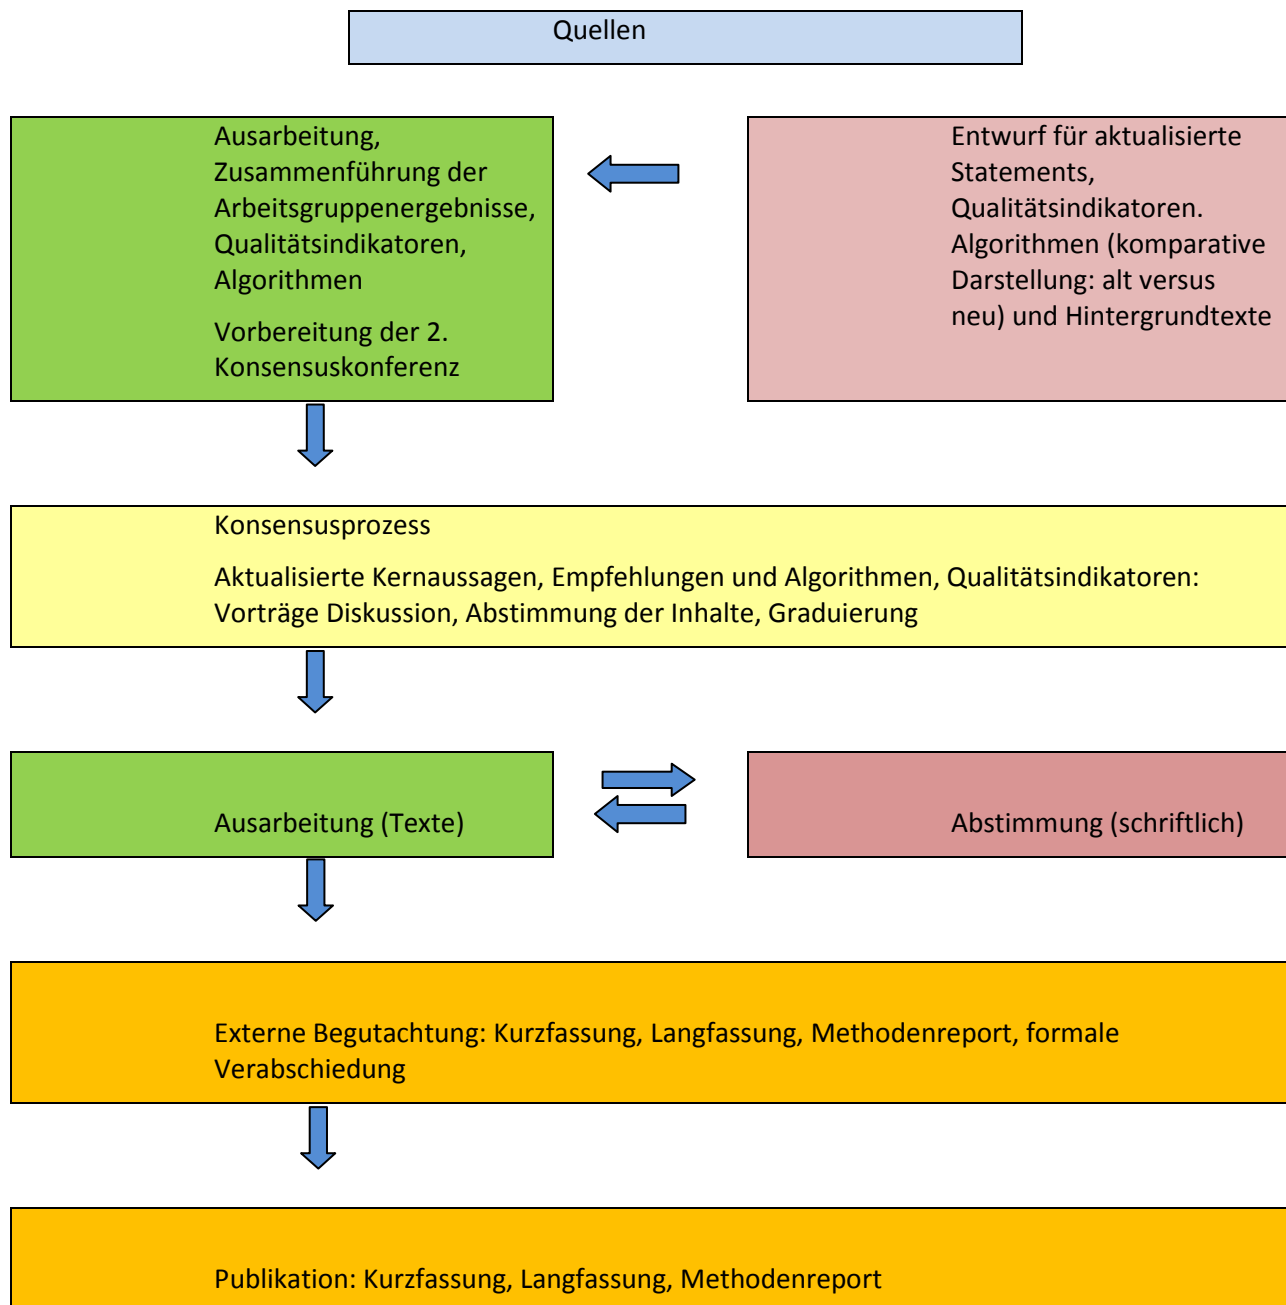 Quellen
Ausarbeitung,
Zusammenführung der
Arbeitsgruppenergebnisse,
Qualitätsindikatoren,
Algorithmen
Vorbereitung der 2.
Konsensuskonferenz
Entwurf für aktualisierte
Statements,
Qualitätsindikatoren.
Algorithmen (komparative
Darstellung: alt versus
neu) und Hintergrundtexte
Konsensusprozess
Aktualisierte Kernaussagen, Empfehlungen und Algorithmen, Qualitätsindikatoren:
Vorträge Diskussion, Abstimmung der Inhalte, Graduierung
Ausarbeitung (Texte)
Abstimmung (schriftlich)
Externe Begutachtung: Kurzfassung, Langfassung, Methodenreport, formale
Verabschiedung
Publikation: Kurzfassung, Langfassung, Methodenreport